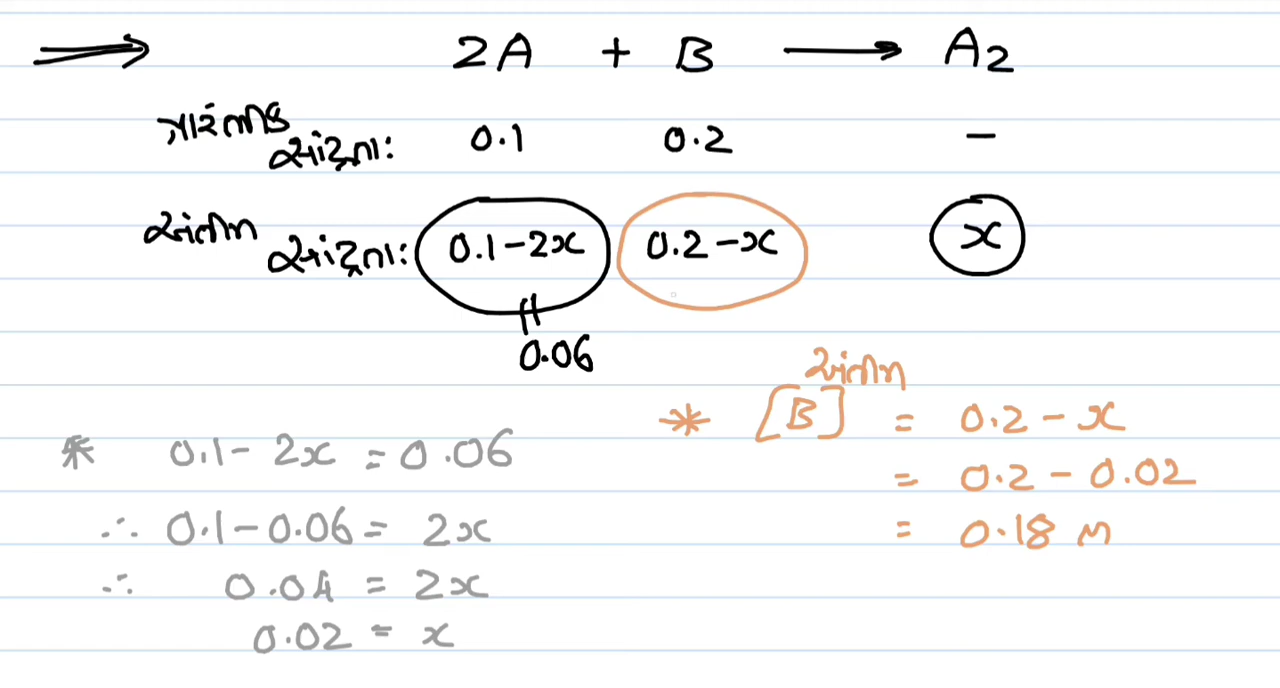 ⟹ 2A + B ⟶ A2
પ્રારંભિક
સાંદ્રતા: 0.1 0.2 –
અંતિમ
સાંદ્રતા: 0.1-2x 0.2-x x
0.06
* 0.1- 2x = 0.06
∴ 0.1-0.06 = 2x
∴ 0.04 = 2x
0.02 = x
* [B] = 0.2 - x
= 0.2 - 0.02
= 0.18 M